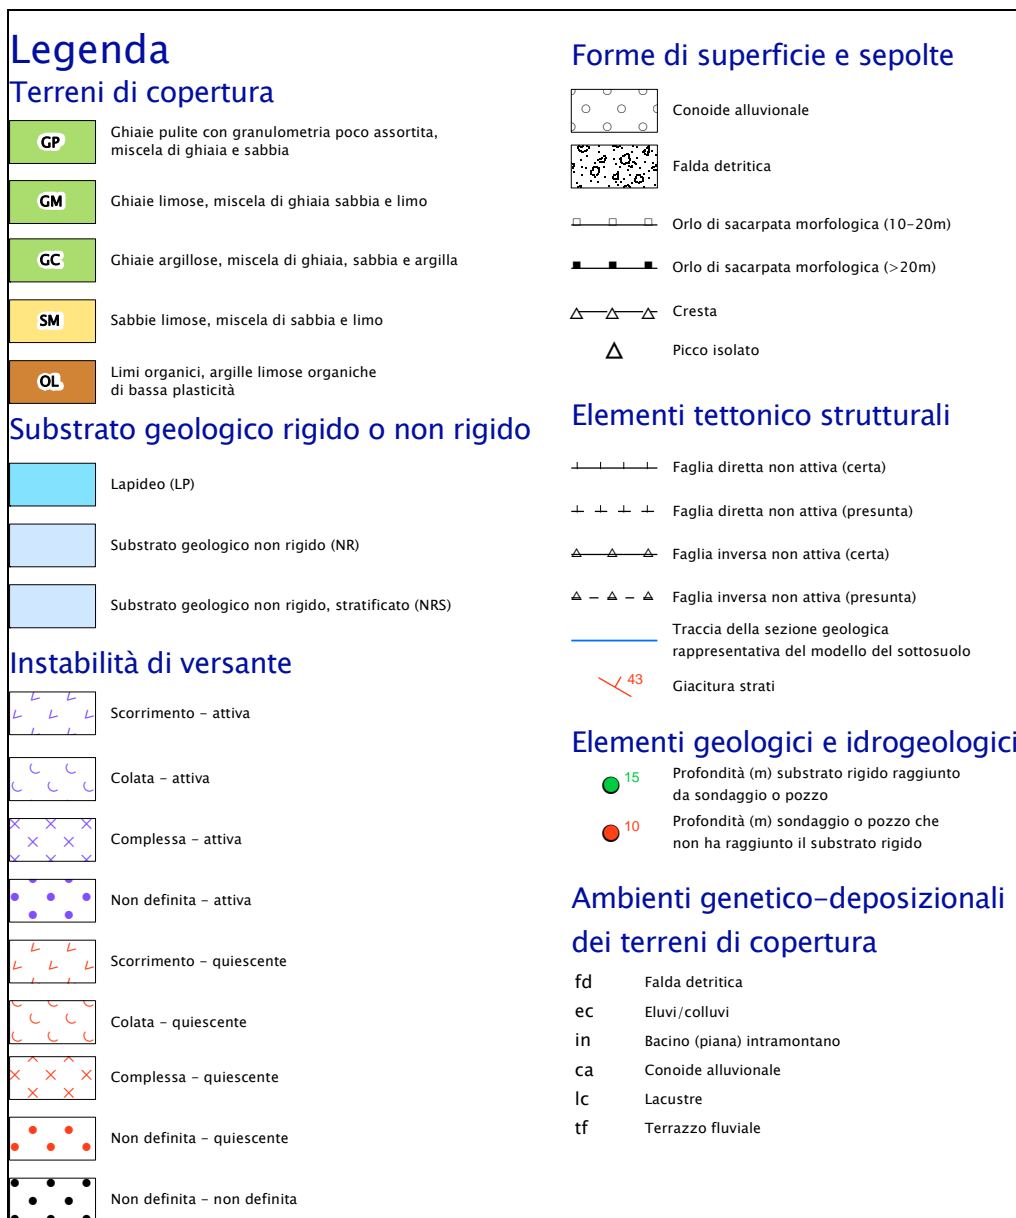 Legenda
Terreni di copertura
GP
Ghiaie pulite con granulometria poco assortita,
miscela di ghiaia e sabbia
GM
Ghiaie limose, miscela di ghiaia sabbia e limo
GC
Ghiaie argillose, miscela di ghiaia, sabbia e argilla
SM
Sabbie limose, miscela di sabbia e limo
OL
Limi organici, argille limose organiche
di bassa plasticità
Substrato geologico rigido o non rigido
Lapideo (LP)
Substrato geologico non rigido (NR)
Substrato geologico non rigido, stratificato (NRS)
Instabilità di versante
Scorrimento - attiva
Colata - attiva
Complessa - attiva
Non definita - attiva
Scorrimento - quiescente
Colata - quiescente
Complessa - quiescente
Non definita - quiescente
Non definita - non definita
Forme di superficie e sepolte
Conoide alluvionale
Falda detritica
Orlo di sacarpata morfologica (10-20m)
Orlo di sacarpata morfologica (>20m)
Cresta
Picco isolato
Elementi tettonico strutturali
Faglia diretta non attiva (certa)
Faglia diretta non attiva (presunta)
Faglia inversa non attiva (certa)
Faglia inversa non attiva (presunta)
Traccia della sezione geologica
rappresentativa del modello del sottosuolo
43
Giacitura strati
Elementi geologici e idrogeologici
15
Profondità (m) substrato rigido raggiunto
da sondaggio o pozzo
10
Profondità (m) sondaggio o pozzo che
non ha raggiunto il substrato rigido
Ambienti genetico-deposizionali
dei terreni di copertura
fd Falda detritica
ec Eluvi/colluvi
in Bacino (piana) intramontano
ca Conoide alluvionale
lc Lacustre
tf Terrazzo fluviale